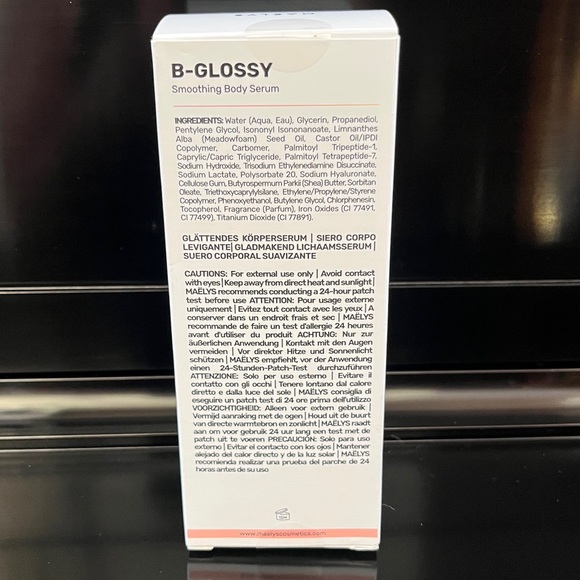 B-GLOSSY
Smoothing Body Serum
INGREDIENTS: Water (Aqua, Eau), Glycerin, Propanediol,
Pentylene Glycol, Isononyl Isononanoate, Limnanthes
Alba (Meadowfoam) Seed Oil, Castor Oil/IPDI
Copolymer, Carbomer, Palmitoyl Tripeptide-1,
Caprylic/Capric Triglyceride, Palmitoyl Tetrapeptide-7,
Sodium Hydroxide, Trisodium Ethylenediamine Disuccinate,
Sodium Lactate, Polysorbate 20, Sodium Hyaluronate,
Cellulose Gum, Butyrospermum Parkii (Shea) Butter, Sorbitan
Oleate, Triethoxycaprylylsilane, Ethylene/Propylene/Styrene
Copolymer, Phenoxyethanol, Butylene Glycol, Chlorphenesin,
Tocopherol, Fragrance (Parfum), Iron Oxides (CI 77491,
CI 77499), Titanium Dioxide (CI 77891).
GLÄTTENDES KÖRPERSERUM | SIERO CORPO
LEVIGANTE| GLADMAKEND LICHAAMSSERUM |
SUERO CORPORAL SUAVIZANTE
CAUTIONS: For external use only | Avoid contact
with eyes | Keep away from direct heat and sunlight |
MAËLYS recommends conducting a 24-hour patch
test before use ATTENTION: Pour usage externe
uniquement | Evitez tout contact avec les yeux | A
conserver dans un endroit frais et sec | MAËLYS
recommande de faire un test d'allergie 24 heures
avant d'utiliser du produit ACHTUNG: Nur zur
äußerlichen Anwendung | Kontakt mit den Augen
vermeiden | Vor direkter Hitze und Sonnenlicht
schützen | MAËLYS empfiehlt, vor der Anwendung
einen 24-Stunden-Patch-Test durchzuführen
ATTENZIONE: Solo per uso esterno | Evitare il
contatto con gli occhi | Tenere lontano dal calore
diretto e dalla luce del sole | MAËLYS consiglia di
eseguire un patch test di 24 ore prima dell'utilizzo
VOORZICHTIGHEID: Alleen voor extern gebruik |
Vermijd aanraking met de ogen | Houd uit de buurt
van directe warmtebron en zonlicht | MAËLYS raadt
aan om voor gebruik 24 uur lang een test met de
patch uit te voeren PRECAUCIÓN: Solo para uso
externo | Evitar el contacto con los ojos | Mantener
alejado del calor directo y de la luz solar | MAËLYS
recomienda realizar una prueba del parche de 24
horas antes de su uso
www.maelyscosmetics.com